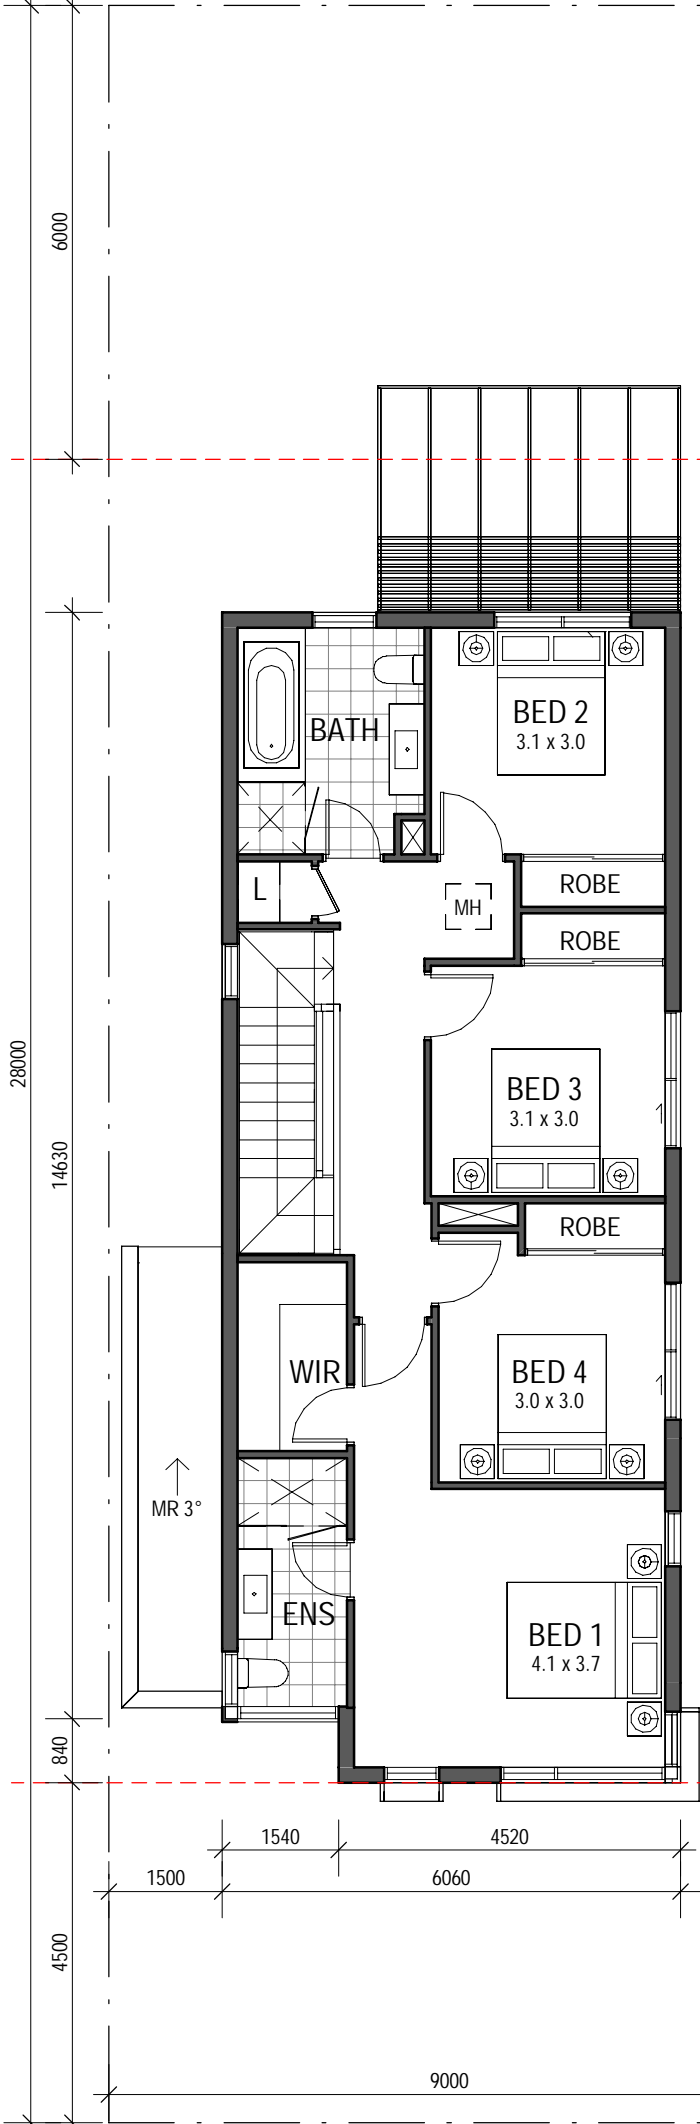 6000
BATH
BED 2
3.1 x 3.0
ROBE
L
MH
ROBE
28000
14630
BED 3
3.1 x 3.0
ROBE
WIR
BED 4
3.0 x 3.0
MR 3°
ENS
BED 1
4.1 x 3.7
840
1540
4520
1500
6060
4500
9000